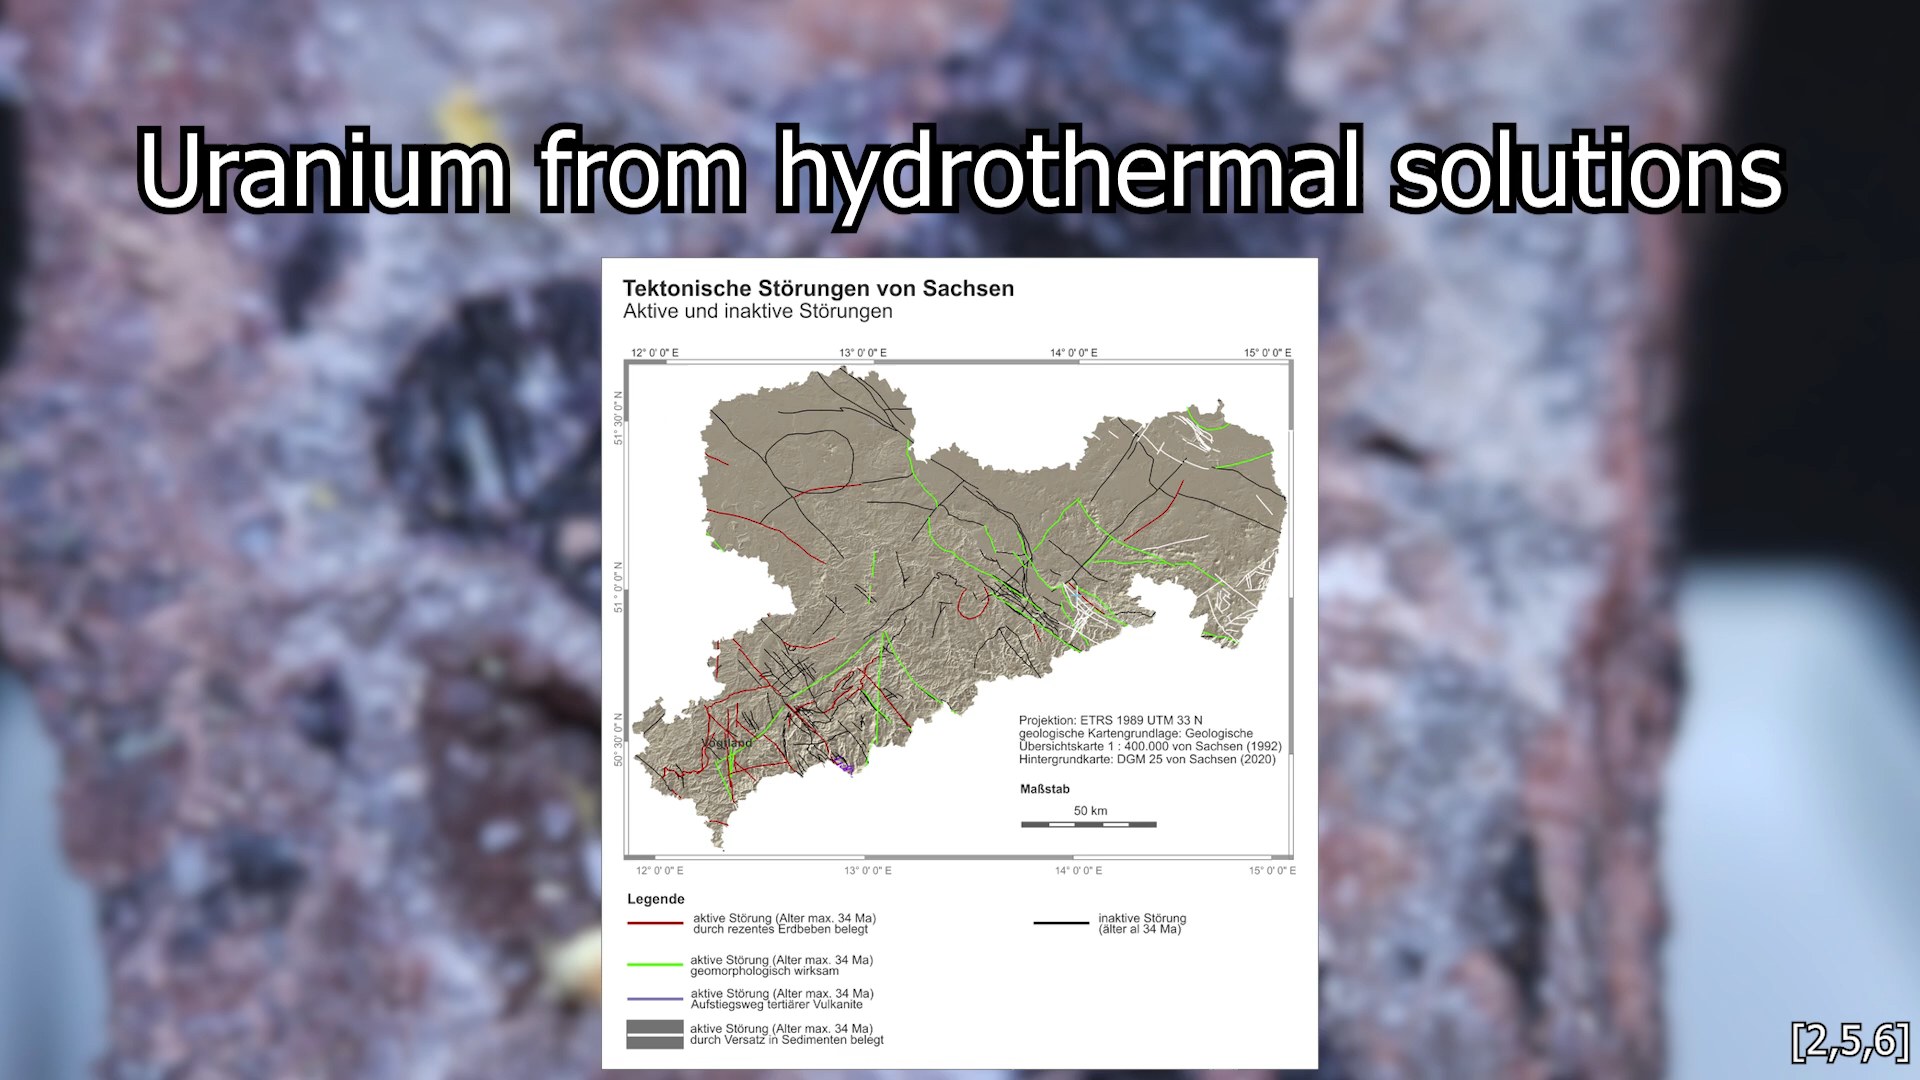 Uranium from hydrothermal solutions
Tektonische Störungen von Sachsen
Aktive und inaktive Störungen
12° 0' 0" E
13° 0' 0" E
14° 0' 0" E
15° 0' 0" E
51° 30' 0" N
51° 0' 0" N
50° 30' 0" N
Vogtland
Projektion: ETRS 1989 UTM 33 N
geologische Kartengrundlage: Geologische
Übersichtskarte 1 : 400.000 von Sachsen (1992)
Hintergrundkarte: DGM 25 von Sachsen (2020)
Maßstab
50 km
12° 0' 0" E
13° 0' 0" E
14° 0' 0" E
15° 0' 0" E
Legende
aktive Störung (Alter max. 34 Ma)
durch rezentes Erdbeben belegt
inaktive Störung
(älter al 34 Ma)
aktive Störung (Alter max. 34 Ma)
geomorphologisch wirksam
aktive Störung (Alter max. 34 Ma)
Aufstiegsweg tertiärer Vulkanite
aktive Störung (Alter max. 34 Ma)
durch Versatz in Sedimenten belegt
[2,5,6]